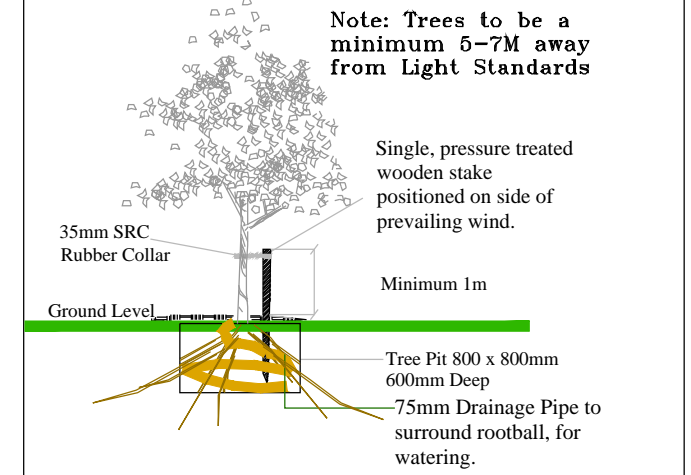 Note: Trees to be a
minimum 5-7M away
from Light Standards
Single, pressure treated
wooden stake
positioned on side of
prevailing wind.
35mm SRC
Rubber Collar
Minimum 1m
Ground Level
Tree Pit 800 x 800mm
600mm Deep
75mm Drainage Pipe to
surround rootball, for
watering.